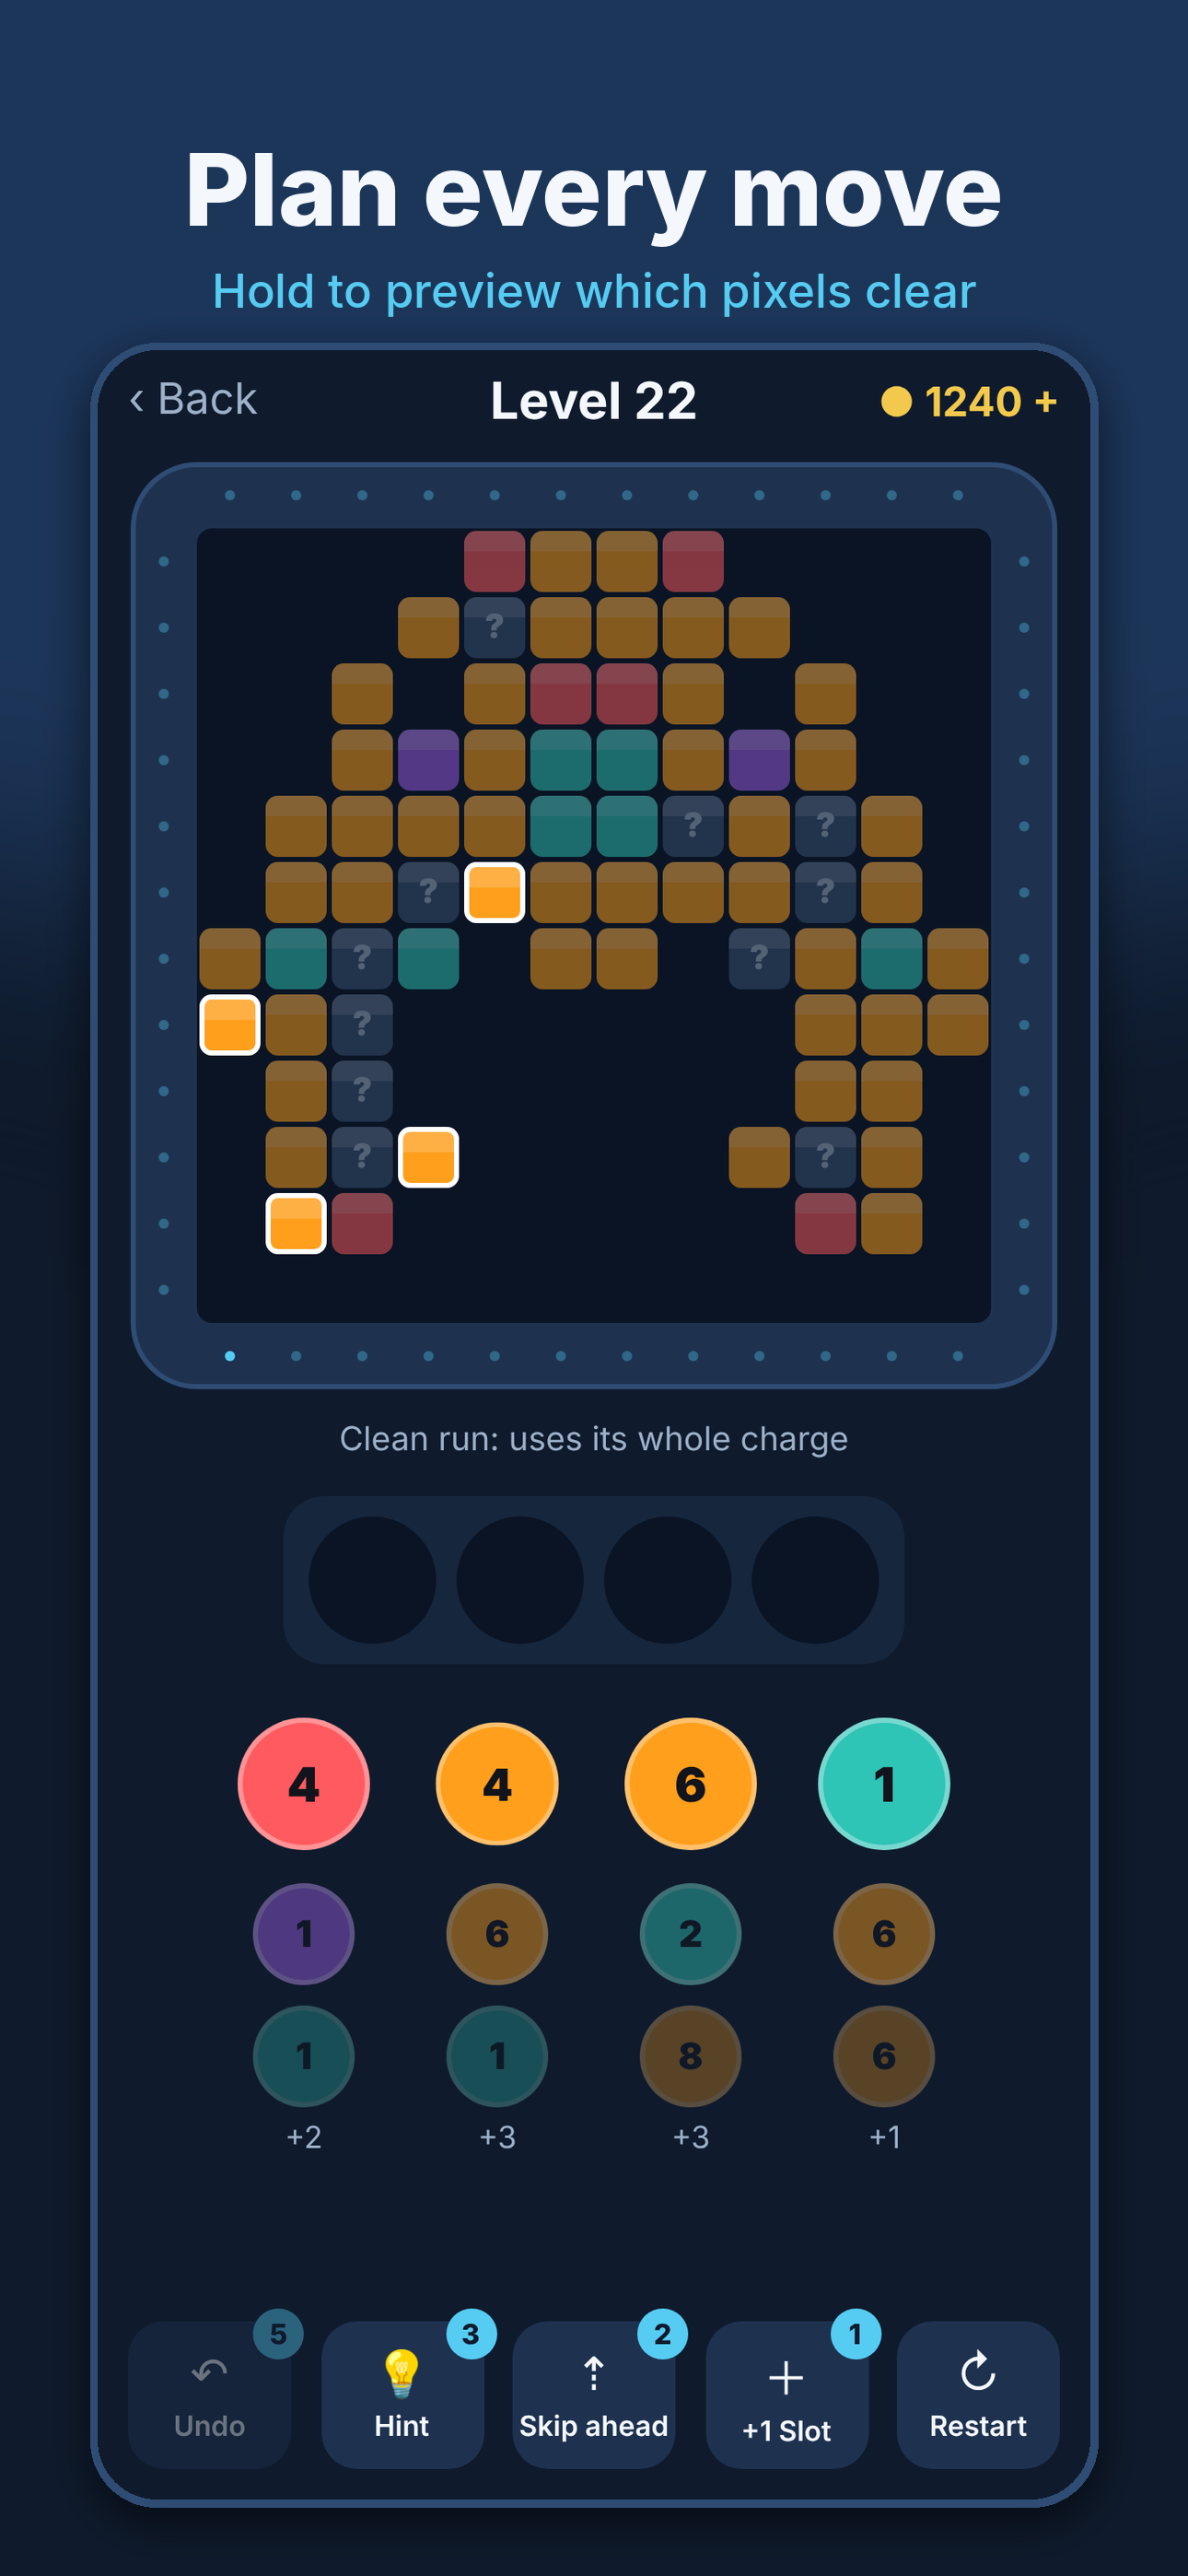 Plan every move
Hold to preview which pixels clear
‹ Back Level 22 1240 +
?
? ?
? ?
? ?
?
?
? ?
Clean run: uses its whole charge
4 4 6 1
1 6 2 6
1 1 8 6
+2 +3 +3 +1
5 3 2 1
Undo Hint Skip ahead +1 Slot Restart